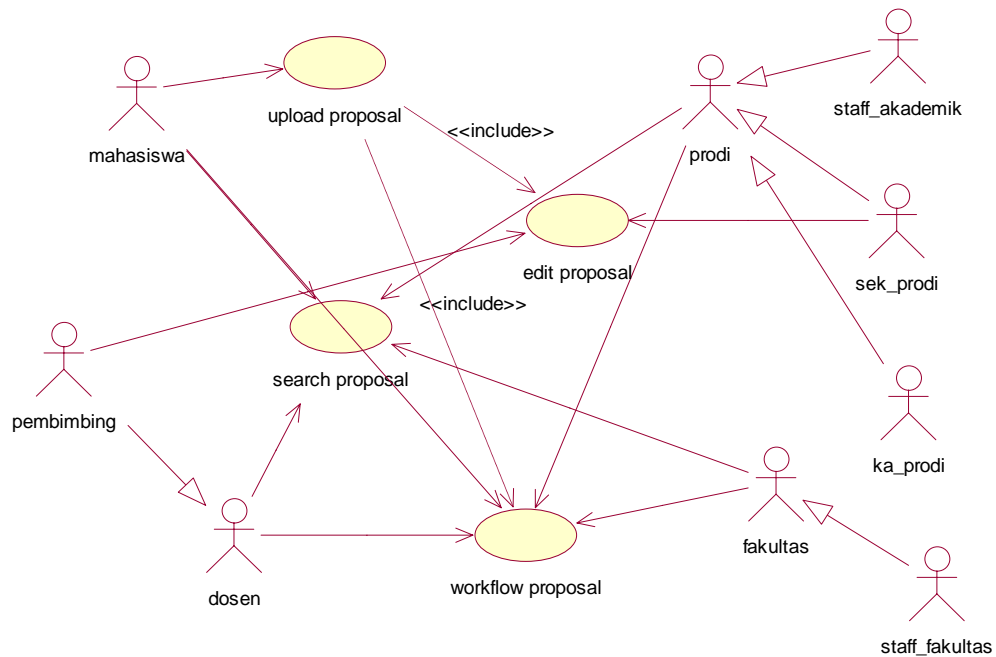 staff_akademik
upload proposal
<<include>>
mahasiswa
prodi
edit proposal
sek_prodi
<<include>>
search proposal
pembimbing
ka_prodi
fakultas
workflow proposal
dosen
staff_fakultas